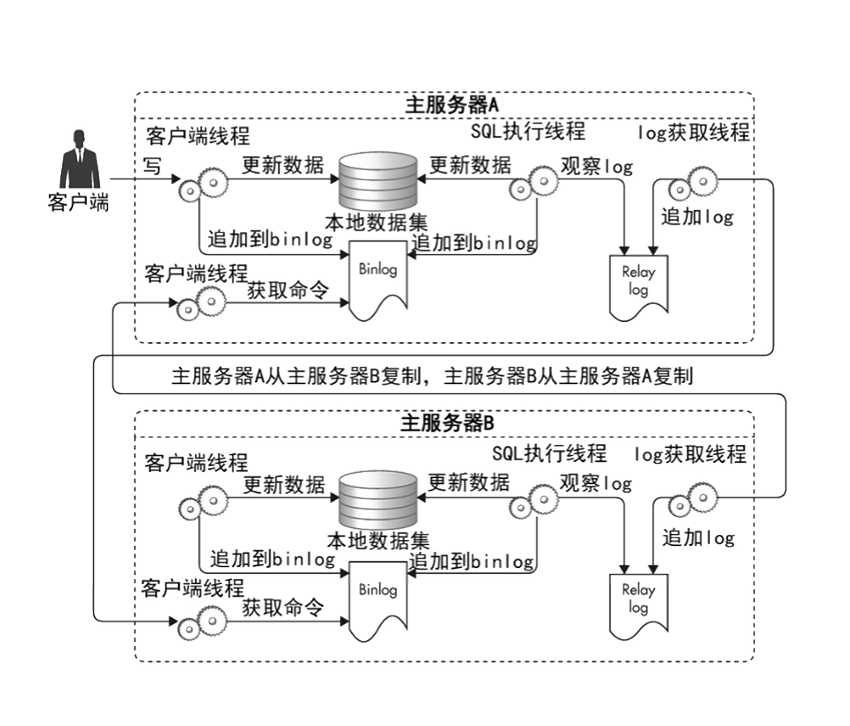 主服务器A
客户端线程
SQL执行线程
log获取线程
写
更新数据
更新数据
观察log
客户端
本地数据集
追加log
追加到binlog
追加到binlog
客户端线程
Binlog
Relay
log
获取命令
主服务器A从主服务器B复制，主服务器B从主服务器A复制
主服务器B
客户端线程
SQL执行线程
log获取线程
更新数据
更新数据
观察log
本地数据集
追加log
追加到binlog
追加到binlog
客户端线程
Binlog
Relay
log
获取命令